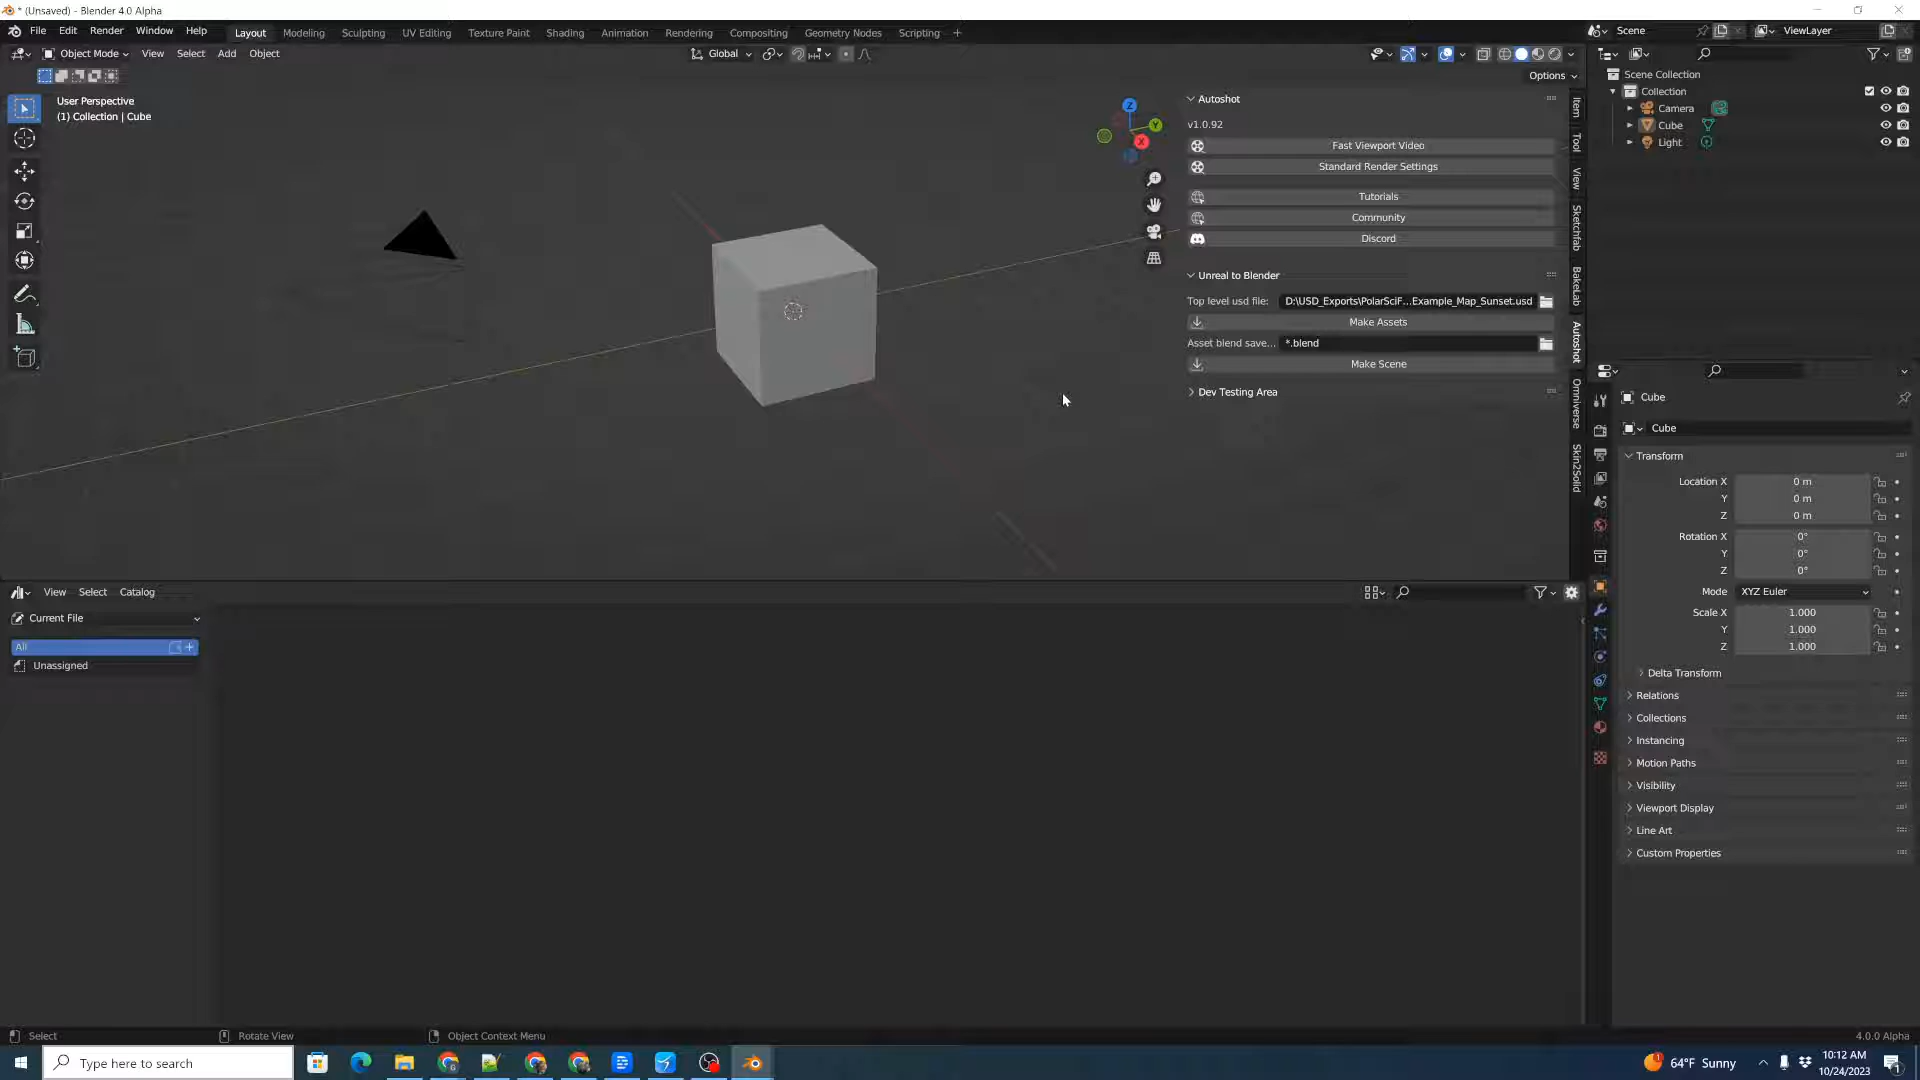 * (Unsaved) - Blender 4.0 Alpha
File Edit Render Window Help Layout Modeling Sculpting UV Editing Texture Paint Shading Animation Rendering Compositing Geometry Nodes Scripting + Scene ViewLayer
Object Mode View Select Add Object Global
Options
User Perspective
(1) Collection | Cube
Z
Y
X
Autoshot
v1.0.92
Fast Viewport Video
Standard Render Settings
Tutorials
Community
Discord
Unreal to Blender
Top level usd file: D:\USD_Exports\PolarSciF...Example_Map_Sunset.usd
Make Assets
Asset blend save... *.blend
Make Scene
Dev Testing Area
Item
Tool
View
Sketchfab
BakeLab
Autoshot
Omniverse
Skin2Solid
Scene Collection
Collection
Camera
Cube
Light
Cube
Cube
Transform
Location X 0 m
Y 0 m
Z 0 m
Rotation X 0°
Y 0°
Z 0°
Mode XYZ Euler
Scale X 1.000
Y 1.000
Z 1.000
Delta Transform
Relations
Collections
Instancing
Motion Paths
Visibility
Viewport Display
Line Art
Custom Properties
View Select Catalog
Current File
All
Unassigned
Select Rotate View Object Context Menu 4.0.0 Alpha
Type here to search
64°F Sunny
10:12 AM
10/24/2023